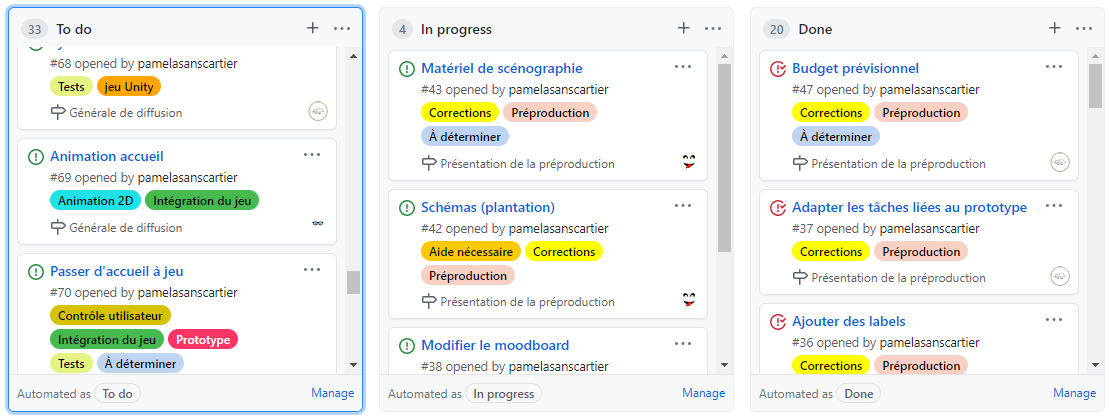 33 To do
#68 opened by pamelasanscartier
Tests jeu Unity
Générale de diffusion
Animation accueil
#69 opened by pamelasanscartier
Animation 2D Intégration du jeu
Générale de diffusion
Passer d'accueil à jeu
#70 opened by pamelasanscartier
Contrôle utilisateur
Intégration du jeu Prototype
Tests À déterminer
Automated as To do Manage
4 In progress
Matériel de scénographie
#43 opened by pamelasanscartier
Corrections Préproduction
À déterminer
Présentation de la préproduction
Schémas (plantation)
#42 opened by pamelasanscartier
Aide nécessaire Corrections
Préproduction
Présentation de la préproduction
Modifier le moodboard
#38 opened by pamelasanscartier
Automated as In progress Manage
20 Done
Budget prévisionnel
#47 opened by pamelasanscartier
Corrections Préproduction
À déterminer
Présentation de la préproduction
Adapter les tâches liées au prototype
#37 opened by pamelasanscartier
Corrections Préproduction
Présentation de la préproduction
Ajouter des labels
#36 opened by pamelasanscartier
Corrections Préproduction
Automated as Done Manage